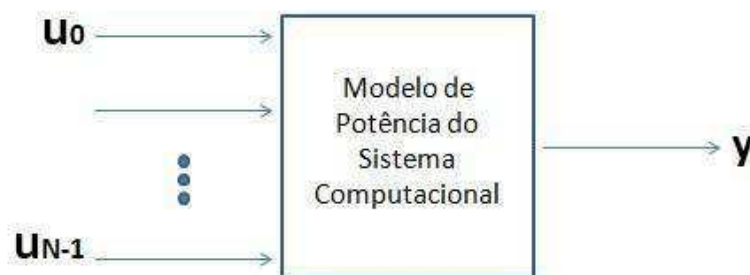 u0
Modelo de
Potência do
Sistema
Computacional
y
uN-1